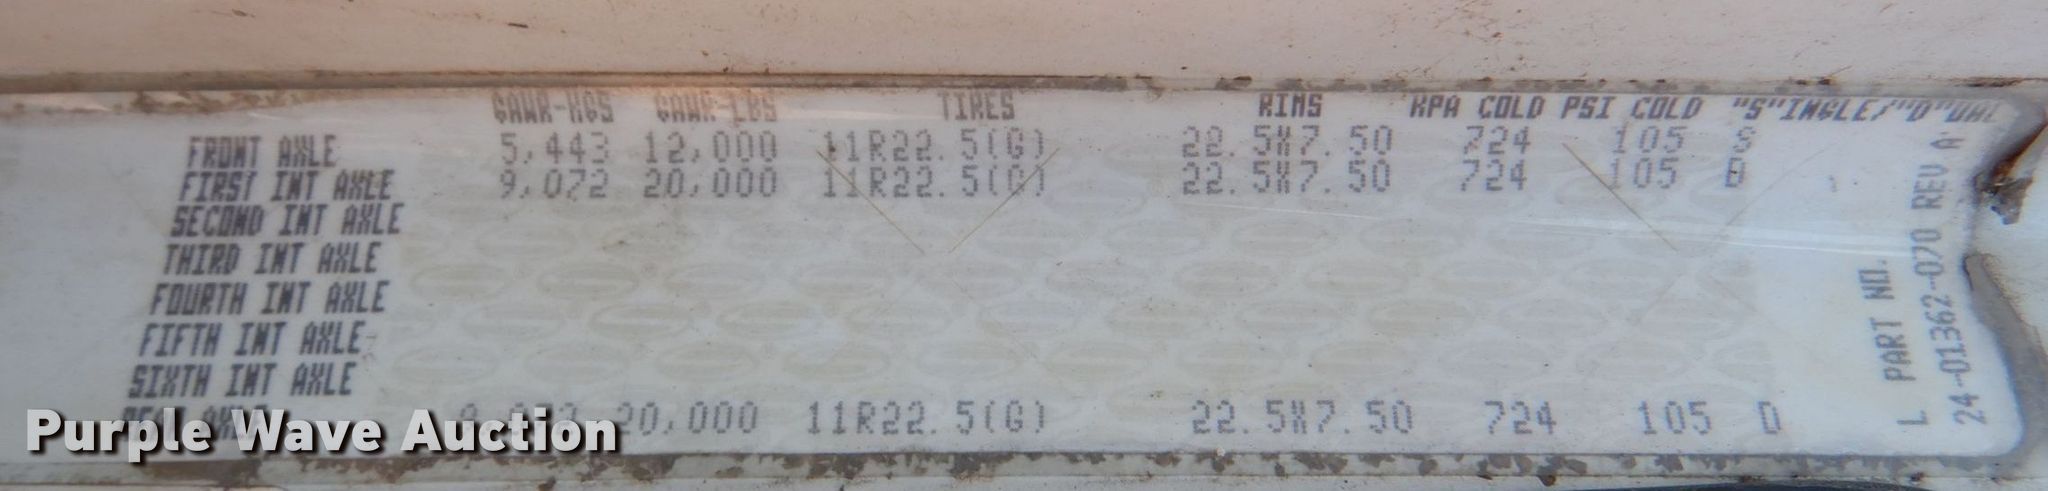 GAWR-KGS GAWR-LBS TIRES RIMS KPA COLD PSI COLD "S"INGLE/"D"UAL
FRONT AXLE 5,443 12,000 11R22.5(G) 22.5X7.50 724 105 S
FIRST INT AXLE 9,072 20,000 11R22.5(G) 22.5X7.50 724 105 D
SECOND INT AXLE
THIRD INT AXLE
FOURTH INT AXLE
FIFTH INT AXLE
SIXTH INT AXLE
REAR AXLE 20,000 11R22.5(G) 22.5X7.50 724 105 D
L PART NO.
24-01362-070 REV A
Purple Wave Auction